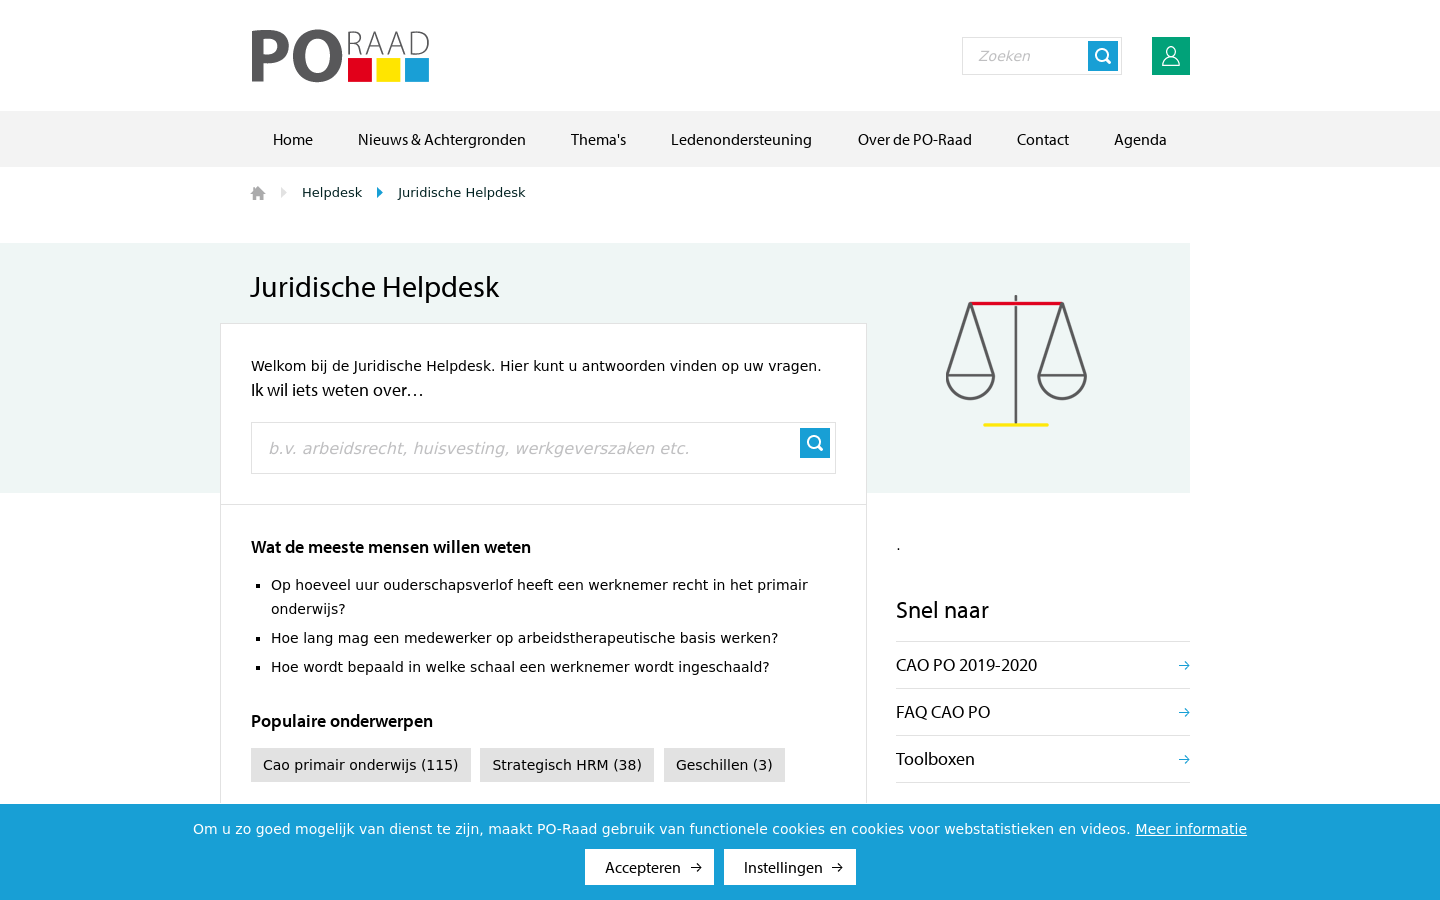 PORAAD
Zoeken
Home Nieuws & Achtergronden Thema's Ledenondersteuning Over de PO-Raad Contact Agenda
Helpdesk Juridische Helpdesk
Juridische Helpdesk
Welkom bij de Juridische Helpdesk. Hier kunt u antwoorden vinden op uw vragen.
Ik wil iets weten over…
b.v. arbeidsrecht, huisvesting, werkgeverszaken etc.
Wat de meeste mensen willen weten
Op hoeveel uur ouderschapsverlof heeft een werknemer recht in het primair
onderwijs?
Hoe lang mag een medewerker op arbeidstherapeutische basis werken?
Hoe wordt bepaald in welke schaal een werknemer wordt ingeschaald?
Populaire onderwerpen
Cao primair onderwijs (115) Strategisch HRM (38) Geschillen (3)
.
Snel naar
CAO PO 2019-2020
FAQ CAO PO
Toolboxen
Om u zo goed mogelijk van dienst te zijn, maakt PO-Raad gebruik van functionele cookies en cookies voor webstatistieken en videos. Meer informatie
Accepteren Instellingen